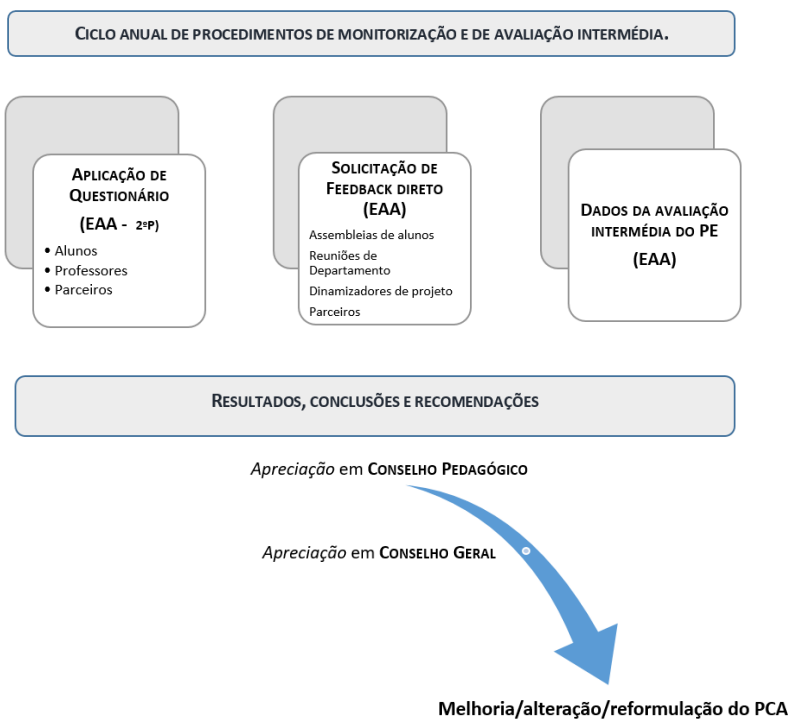 Ciclo anual de procedimentos de monitorização e de avaliação intermédia.
Aplicação de
Questionário
(EAA - 2ºP)
• Alunos
• Professores
• Parceiros
Solicitação de
Feedback direto
(EAA)
Assembleias de alunos
Reuniões de
Departamento
Dinamizadores de projeto
Parceiros
Dados da avaliação
intermédia do PE
(EAA)
Resultados, conclusões e recomendações
Apreciação em Conselho Pedagógico
Apreciação em Conselho Geral
Melhoria/alteração/reformulação do PCA